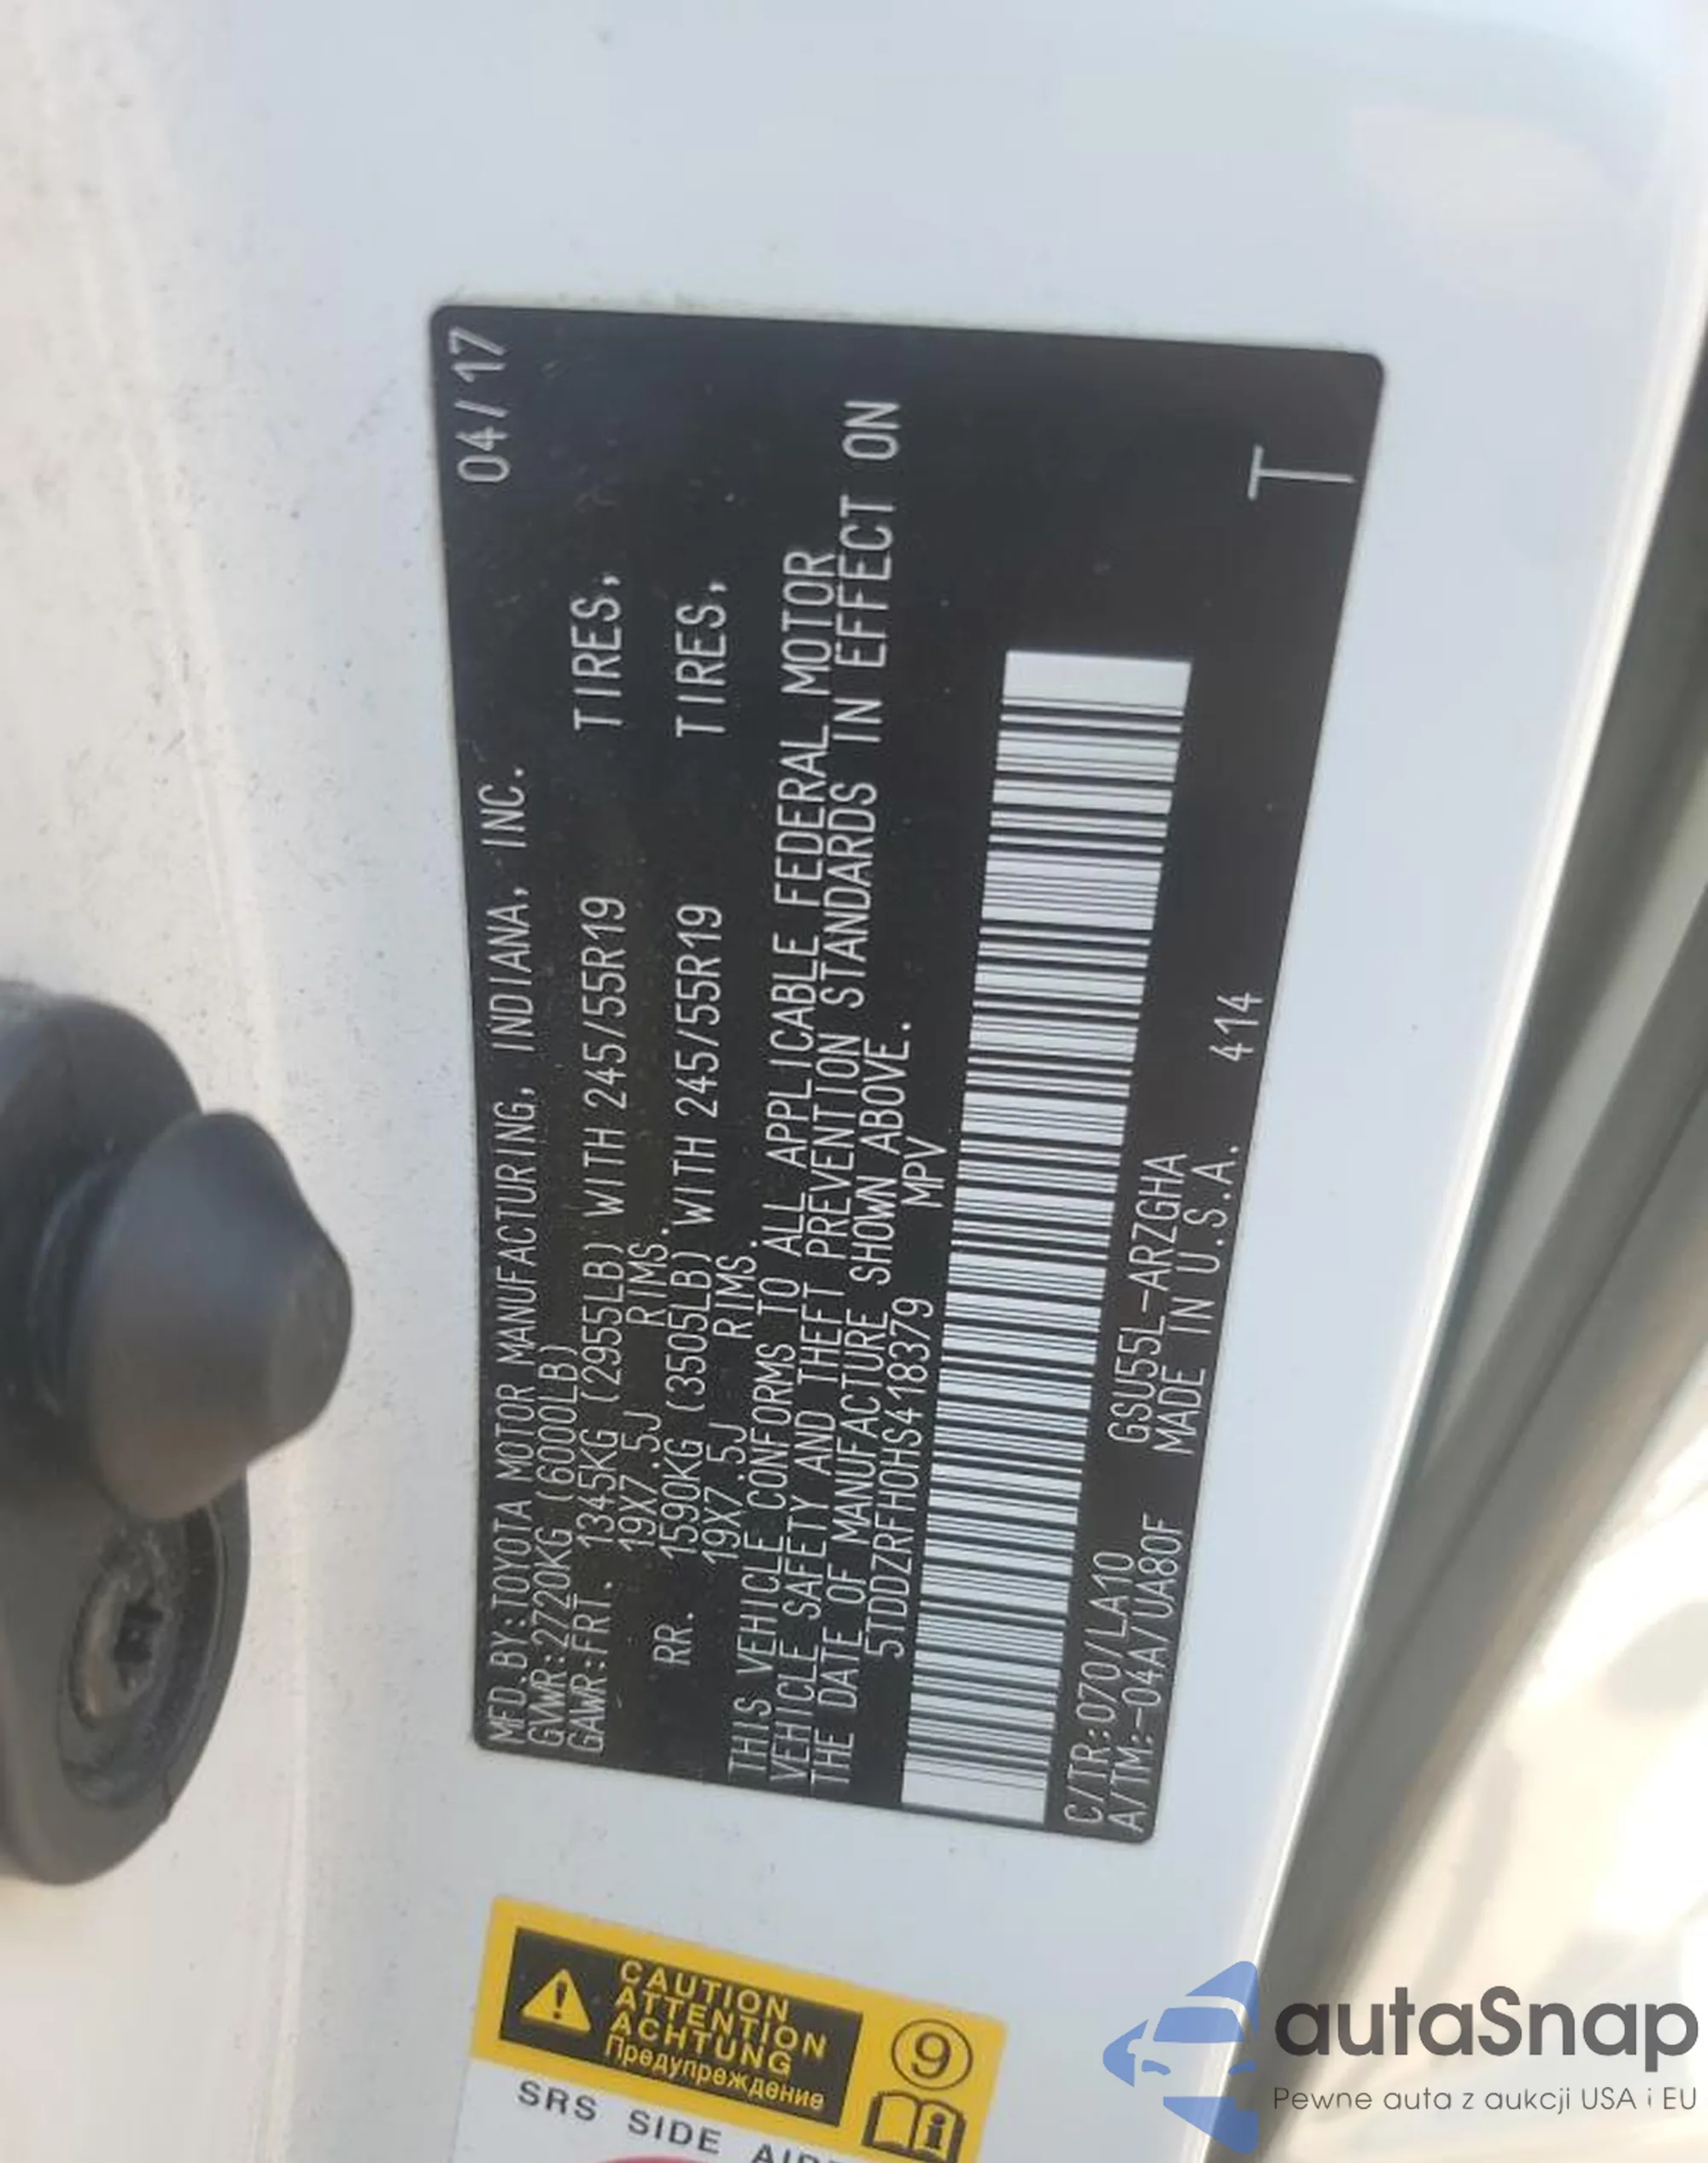 MFD.BY:TOYOTA MOTOR MANUFACTURING, INDIANA, INC. 04/17
GVWR:2720KG (6000LB)
GAWR:FRT. 1345KG (2955LB) WITH 245/55R19 TIRES,
19X7.5J RIMS.
RR. 1590KG (3505LB) WITH 245/55R19 TIRES,
19X7.5J RIMS.
THIS VEHICLE CONFORMS TO ALL APPLICABLE FEDERAL MOTOR
VEHICLE SAFETY AND THEFT PREVENTION STANDARDS IN EFFECT ON
THE DATE OF MANUFACTURE SHOWN ABOVE.
5TDDZRFH0HS418379 MPV
C/TR:070/LA10 GSU55L-ARZGHA
A/TM:-04A/UA80F MADE IN U.S.A. 414
T
CAUTION
ATTENTION
ACHTUNG
Предупреждение
9
i
SRS SIDE
autaSnap
Pewne auta z aukcji USA i EU